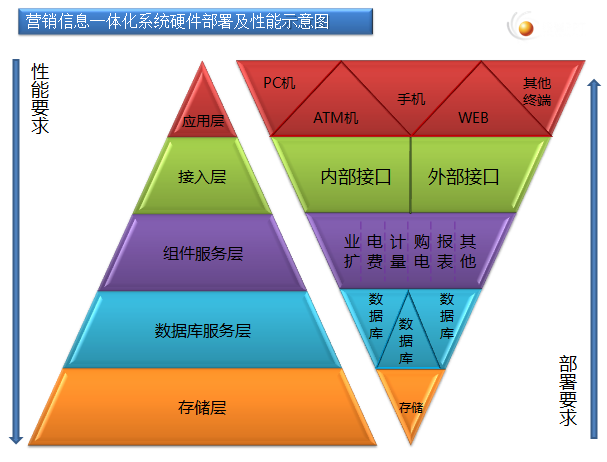 营销信息一体化系统硬件部署及性能示意图
性能要求
应用层
接入层
组件服务层
数据库服务层
存储层
PC机
ATM机
手机
WEB
其他
终端
内部接口
外部接口
业扩
电费
计量
购电
报表
其他
数据库
数据库
数据库
存储
部署要求